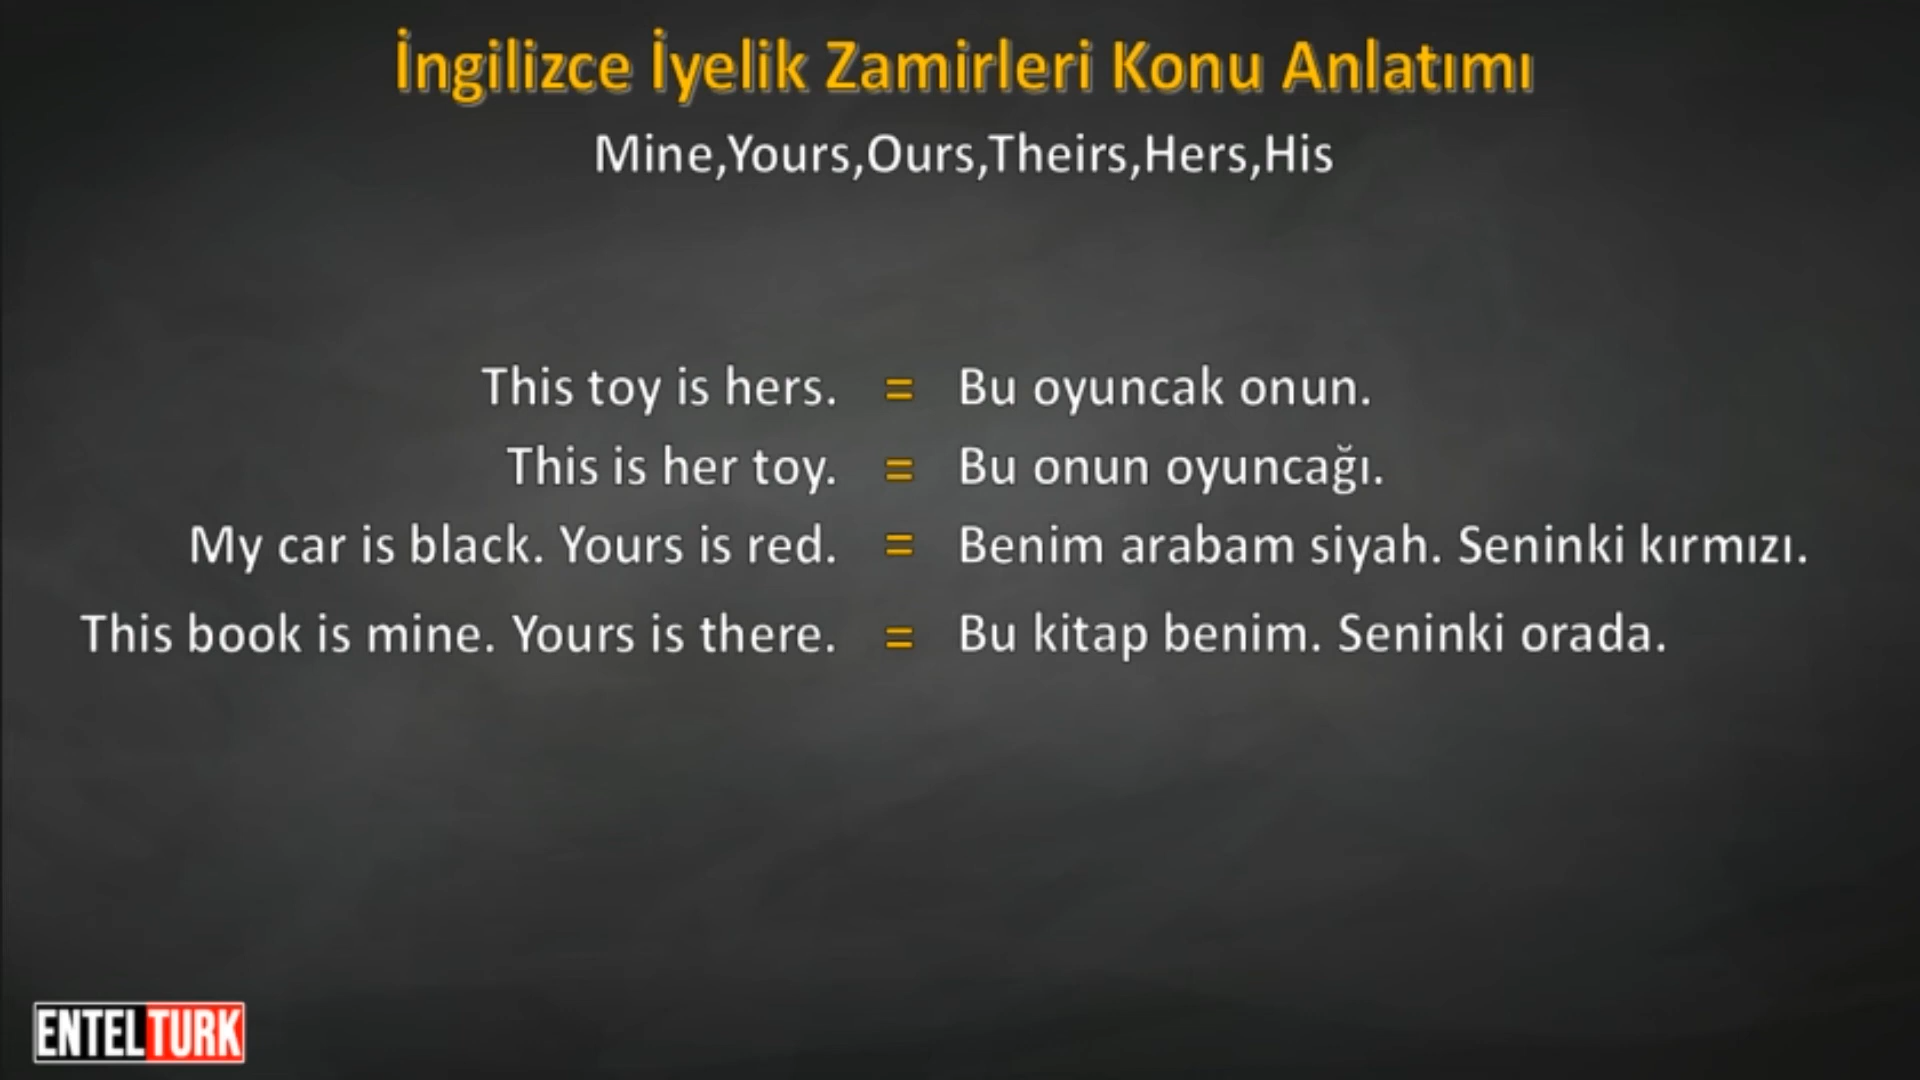 İngilizce İyelik Zamirleri Konu Anlatımı
Mine,Yours,Ours,Theirs,Hers,His
This toy is hers. = Bu oyuncak onun.
This is her toy. = Bu onun oyuncağı.
My car is black. Yours is red. = Benim arabam siyah. Seninki kırmızı.
This book is mine. Yours is there. = Bu kitap benim. Seninki orada.
ENTELTURK